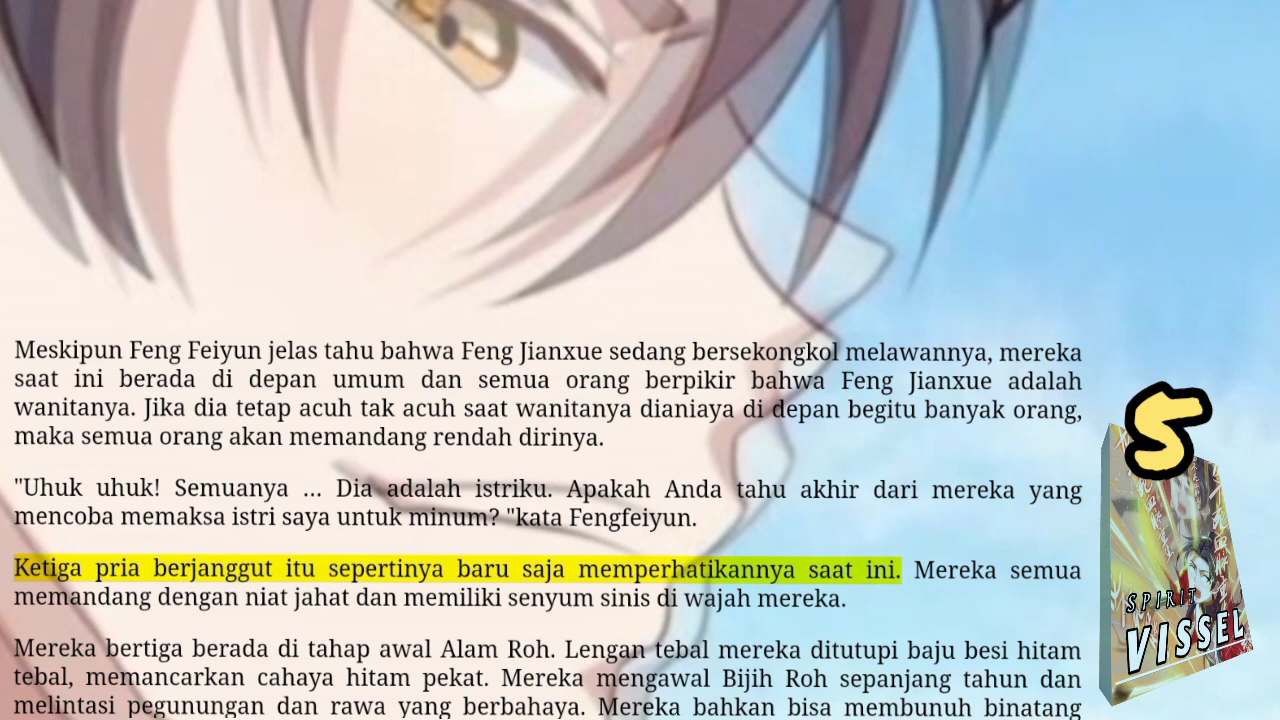 Meskipun Feng Feiyun jelas tahu bahwa Feng Jianxue sedang bersekongkol melawannya, mereka
saat ini berada di depan umum dan semua orang berpikir bahwa Feng Jianxue adalah
wanitanya. Jika dia tetap acuh tak acuh saat wanitanya dianiaya di depan begitu banyak orang,
maka semua orang akan memandang rendah dirinya.
"Uhuk uhuk! Semuanya ... Dia adalah istriku. Apakah Anda tahu akhir dari mereka yang
mencoba memaksa istri saya untuk minum? "kata Fengfeiyun.
Ketiga pria berjanggut itu sepertinya baru saja memperhatikannya saat ini. Mereka semua
memandang dengan niat jahat dan memiliki senyum sinis di wajah mereka.
Mereka bertiga berada di tahap awal Alam Roh. Lengan tebal mereka ditutupi baju besi hitam
tebal, memancarkan cahaya hitam pekat. Mereka mengawal Bijih Roh sepanjang tahun dan
melintasi pegunungan dan rawa yang berbahaya. Mereka bahkan bisa membunuh binatang
S
SPIRIT
VISSEL